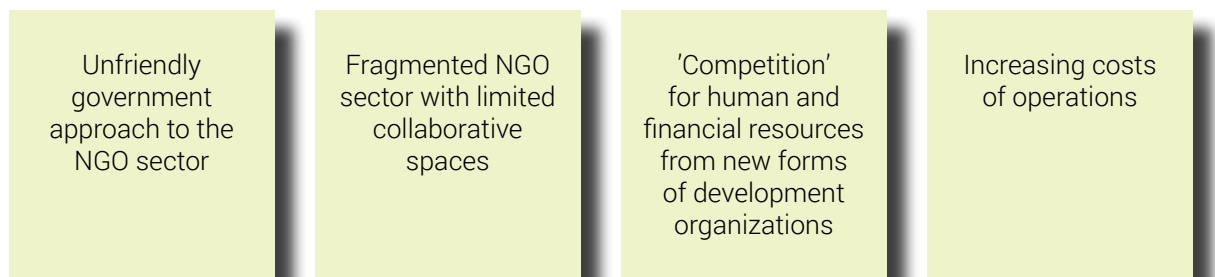 Unfriendly
government
approach to the
NGO sector
Fragmented NGO
sector with limited
collaborative
spaces
'Competition'
for human and
financial resources
from new forms
of development
organizations
Increasing costs
of operations